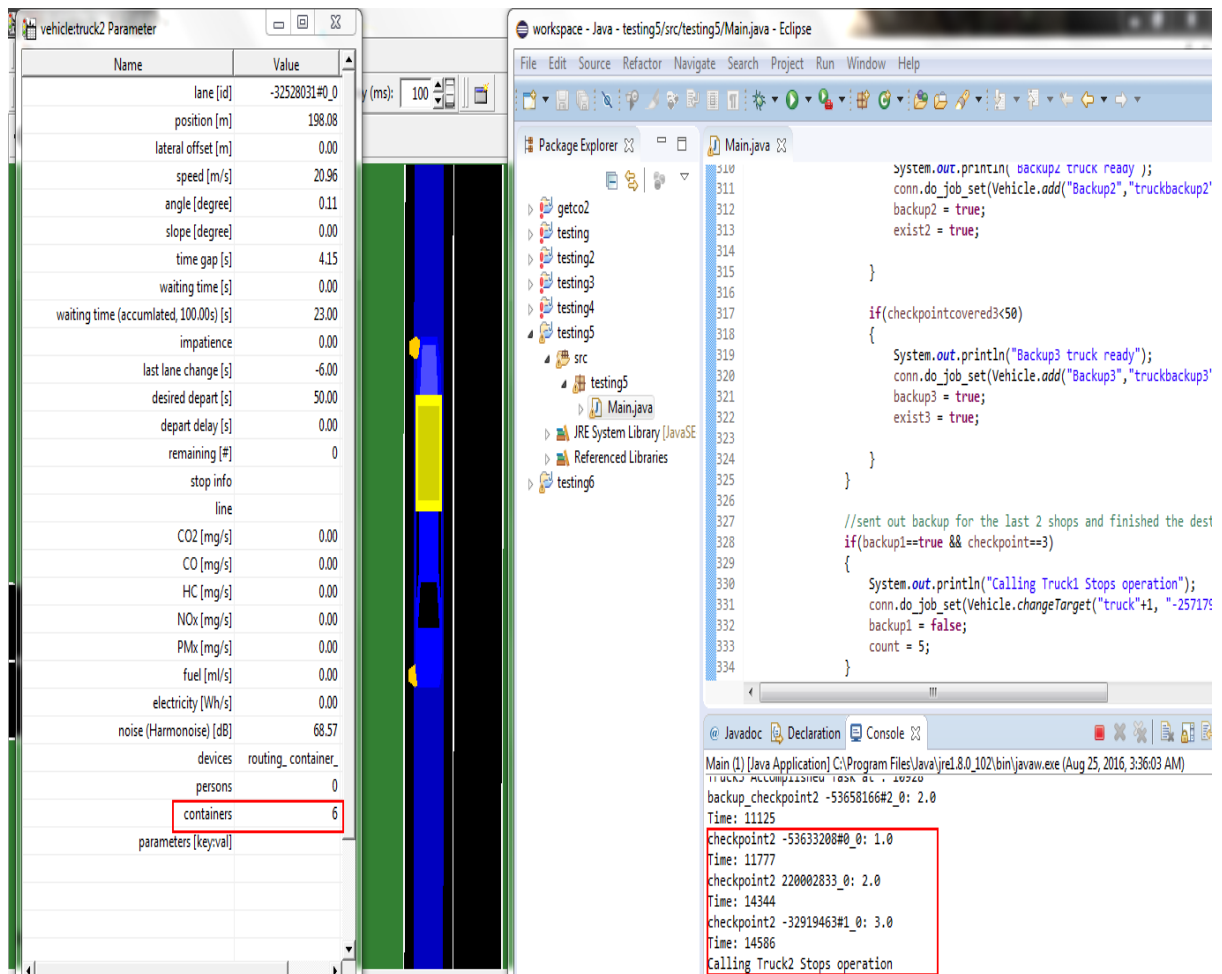 vehicle:truck2 Parameter
Name Value
lane [id] -32528031#0_0
position [m] 198.08
lateral offset [m] 0.00
speed [m/s] 20.96
angle [degree] 0.11
slope [degree] 0.00
time gap [s] 4.15
waiting time [s] 0.00
waiting time (accumlated, 100.00s) [s] 23.00
impatience 0.00
last lane change [s] -6.00
desired depart [s] 50.00
depart delay [s] 0.00
remaining [#] 0
stop info
line
CO2 [mg/s] 0.00
CO [mg/s] 0.00
HC [mg/s] 0.00
NOx [mg/s] 0.00
PMx [mg/s] 0.00
fuel [ml/s] 0.00
electricity [Wh/s] 0.00
noise (Harmonoise) [dB] 68.57
devices routing_ container_
persons 0
containers 6
parameters [key:val]
y (ms): 100
workspace - Java - testing5/src/testing5/Main.java - Eclipse
File Edit Source Refactor Navigate Search Project Run Window Help
Package Explorer
getco2
testing
testing2
testing3
testing4
testing5
src
testing5
Main.java
JRE System Library [JavaSE
Referenced Libraries
testing6
Main.java
310 System.out.println("Backup2 truck ready");
311 conn.do_job_set(Vehicle.add("Backup2","truckbackup2"
312 backup2 = true;
313 exist2 = true;
314
315 }
316
317 if(checkpointcovered3<50)
318 {
319 System.out.println("Backup3 truck ready");
320 conn.do_job_set(Vehicle.add("Backup3","truckbackup3"
321 backup3 = true;
322 exist3 = true;
323
324 }
325 }
326
327 //sent out backup for the last 2 shops and finished the dest
328 if(backup1==true && checkpoint==3)
329 {
330 System.out.println("Calling Truck1 Stops operation");
331 conn.do_job_set(Vehicle.changeTarget("truck"+1, "-257179
332 backup1 = false;
333 count = 5;
334 }
@ Javadoc Declaration Console
Main (1) [Java Application] C:\Program Files\Java\jre1.8.0_102\bin\javaw.exe (Aug 25, 2016, 3:36:03 AM)
Accomplished Task at : 10928
backup_checkpoint2 -53658166#2_0: 2.0
Time: 11125
checkpoint2 -53633208#0_0: 1.0
Time: 11777
checkpoint2 220002833_0: 2.0
Time: 14344
checkpoint2 -32919463#1_0: 3.0
Time: 14586
Calling Truck2 Stops operation